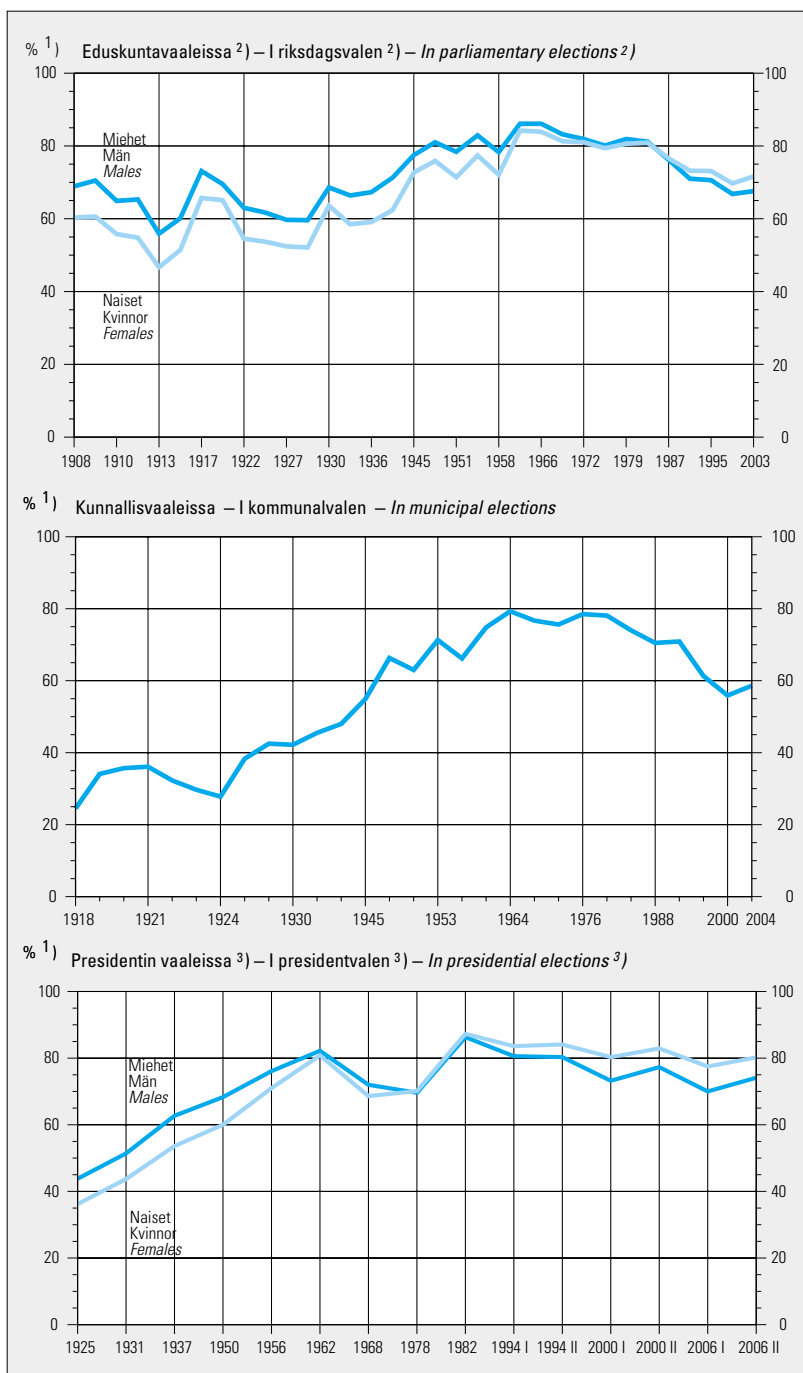 % 1) Eduskuntavaaleissa 2) – I riksdagsvalen 2) – In parliamentary elections 2)
100 100
80 80
Miehet
Män
Males
60 60
40 40
Naiset
Kvinnor
Females
20 20
0 0
1908 1910 1913 1917 1922 1927 1930 1936 1945 1951 1958 1966 1972 1979 1987 1995 2003
% 1) Kunnallisvaaleissa – I kommunalvalen – In municipal elections
100 100
80 80
60 60
40 40
20 20
0 0
1918 1921 1924 1930 1945 1953 1964 1976 1988 2000 2004
% 1) Presidentin vaaleissa 3) – I presidentvalen 3) – In presidential elections 3)
100 100
80 80
Miehet
Män
Males
60 60
40 40
Naiset
Kvinnor
Females
20 20
0 0
1925 1931 1937 1950 1956 1962 1968 1978 1982 1994 I 1994 II 2000 I 2000 II 2006 I 2006 II